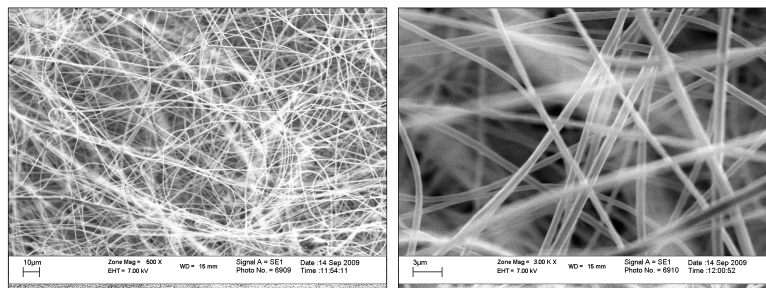 10µm
Zone Mag = 500 X
EHT = 7.00 kV
WD = 15 mm
Signal A = SE1
Photo No. = 6909
Date :14 Sep 2009
Time :11:54:11
3µm
Zone Mag = 3.00 K X
EHT = 7.00 kV
WD = 15 mm
Signal A = SE1
Photo No. = 6910
Date :14 Sep 2009
Time :12:00:52